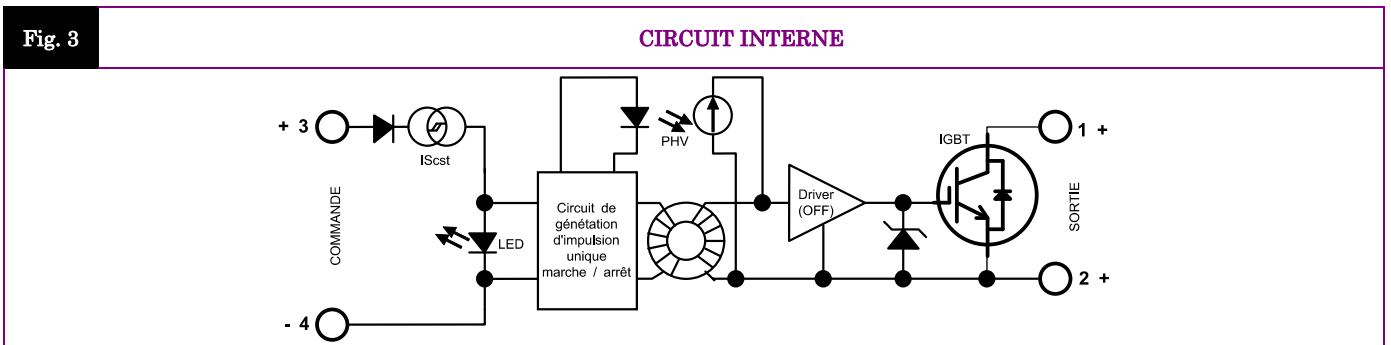 Fig. 3
CIRCUIT INTERNE
+ 3
IScst
PHV
IGBT
1 +
COMMANDE
LED
Circuit de
génétation
d'impulsion
unique
marche / arrêt
Driver
(OFF)
SORTIE
2 +
- 4